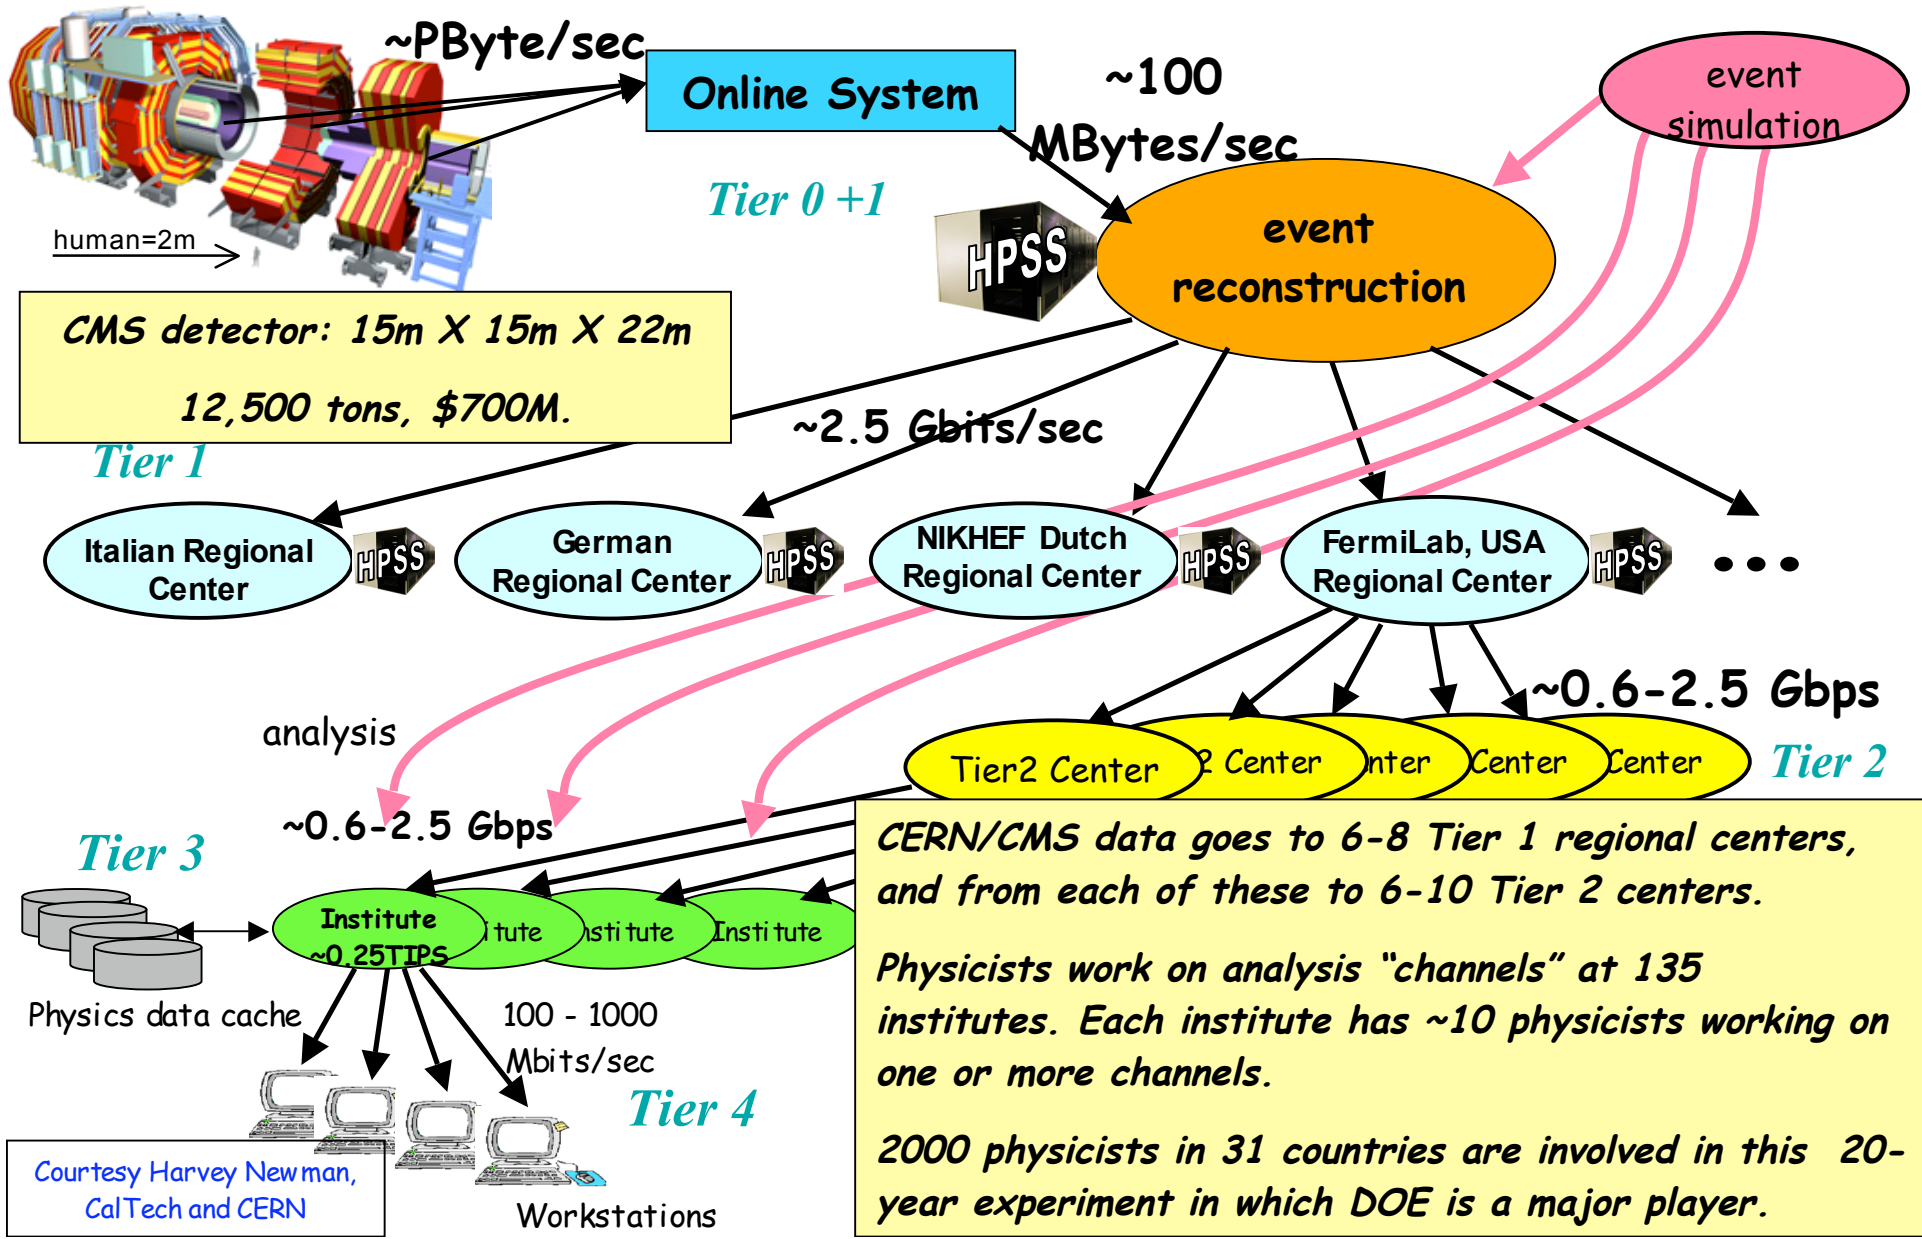 ~PByte/sec
Online System
~100
MBytes/sec
event
simulation
Tier 0 +1
human=2m
HPSS
event
reconstruction
CMS detector: 15m X 15m X 22m
12,500 tons, $700M.
~2.5 Gbits/sec
Tier 1
Italian Regional
Center
HPSS
German
Regional Center
HPSS
NIKHEF Dutch
Regional Center
HPSS
FermiLab, USA
Regional Center
HPSS
...
~0.6-2.5 Gbps
analysis
Tier2 Center
2 Center
nter
Center
Center
Tier 2
~0.6-2.5 Gbps
Tier 3
Institute
~0.25TIPS
itute
nstitute
Institute
Physics data cache
100 - 1000
Mbits/sec
Tier 4
Workstations
CERN/CMS data goes to 6-8 Tier 1 regional centers,
and from each of these to 6-10 Tier 2 centers.
Physicists work on analysis “channels” at 135
institutes. Each institute has ~10 physicists working on
one or more channels.
2000 physicists in 31 countries are involved in this 20-
year experiment in which DOE is a major player.
Courtesy Harvey Newman,
CalTech and CERN